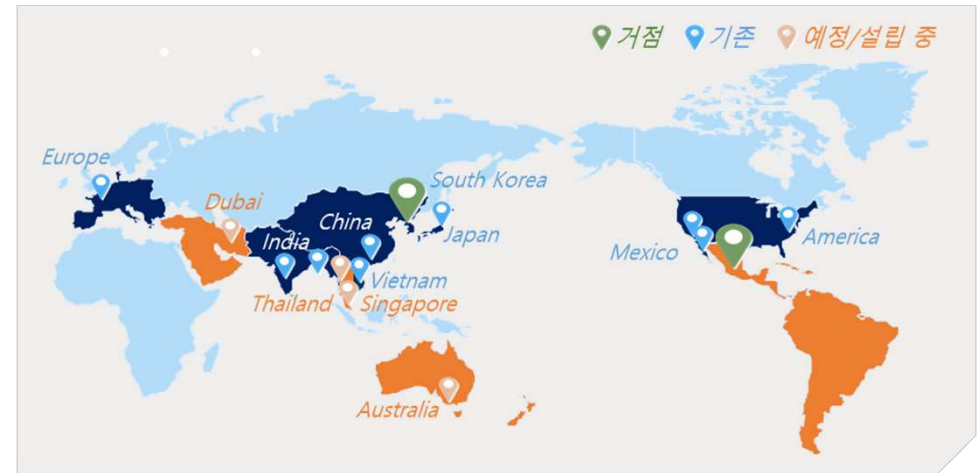 거점 기존 예정/설립 중
Europe
South Korea
Dubai
China
India
Japan
America
Mexico
Vietnam
Thailand
Singapore
Australia